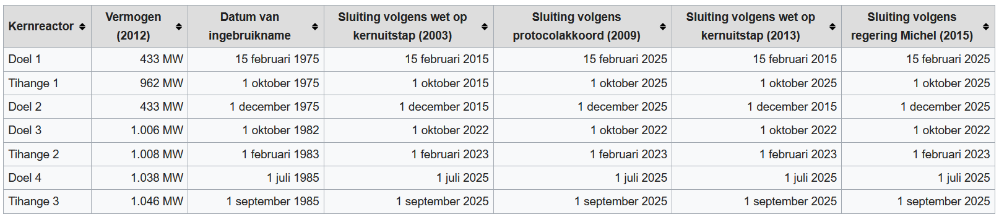 Kernreactor Vermogen (2012) Datum van ingebruikname Sluiting volgens wet op kernuitstap (2003) Sluiting volgens protocolakkoord (2009) Sluiting volgens wet op kernuitstap (2013) Sluiting volgens regering Michel (2015)
Doel 1 433 MW 15 februari 1975 15 februari 2015 15 februari 2025 15 februari 2015 15 februari 2025
Tihange 1 962 MW 1 oktober 1975 1 oktober 2015 1 oktober 2025 1 oktober 2025 1 oktober 2025
Doel 2 433 MW 1 december 1975 1 december 2015 1 december 2025 1 december 2015 1 december 2025
Doel 3 1.006 MW 1 oktober 1982 1 oktober 2022 1 oktober 2022 1 oktober 2022 1 oktober 2022
Tihange 2 1.008 MW 1 februari 1983 1 februari 2023 1 februari 2023 1 februari 2023 1 februari 2023
Doel 4 1.038 MW 1 juli 1985 1 juli 2025 1 juli 2025 1 juli 2025 1 juli 2025
Tihange 3 1.046 MW 1 september 1985 1 september 2025 1 september 2025 1 september 2025 1 september 2025